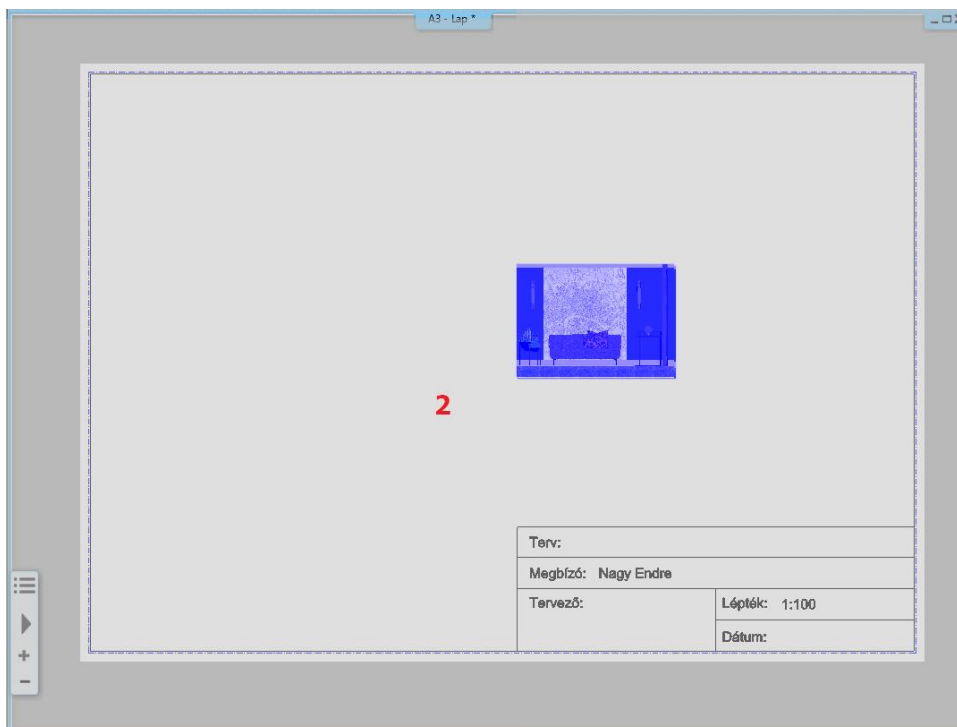 A3 - Lap *
2
Terv:
Megbízó: Nagy Endre
Tervező:
Lépték: 1:100
Dátum: